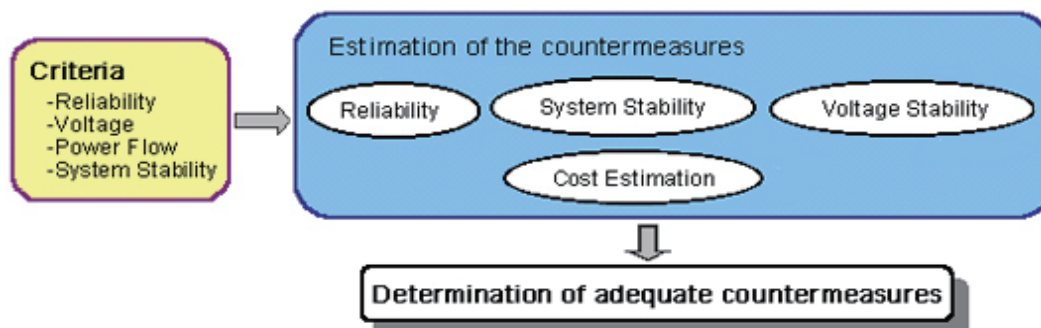 Criteria
-Reliability
-Voltage
-Power Flow
-System Stability
Estimation of the countermeasures
Reliability
System Stability
Voltage Stability
Cost Estimation
Determination of adequate countermeasures